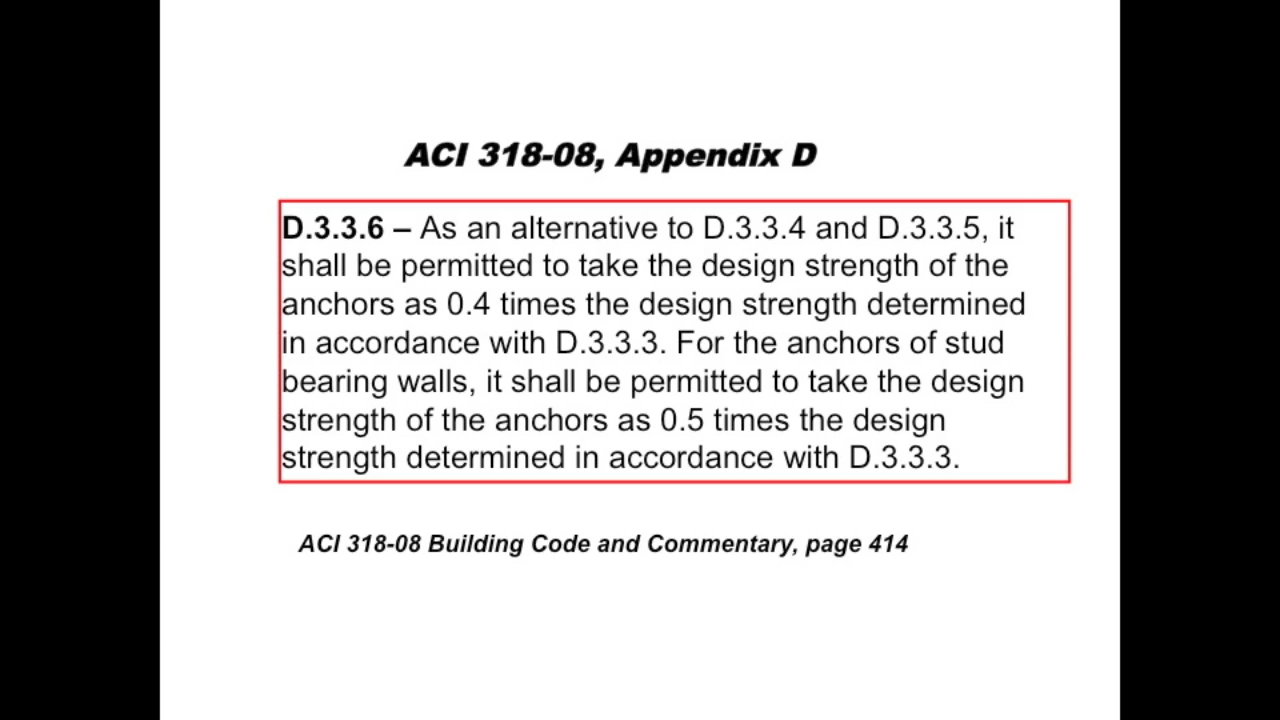 ACI 318-08, Appendix D
D.3.3.6 – As an alternative to D.3.3.4 and D.3.3.5, it
shall be permitted to take the design strength of the
anchors as 0.4 times the design strength determined
in accordance with D.3.3.3. For the anchors of stud
bearing walls, it shall be permitted to take the design
strength of the anchors as 0.5 times the design
strength determined in accordance with D.3.3.3.
ACI 318-08 Building Code and Commentary, page 414